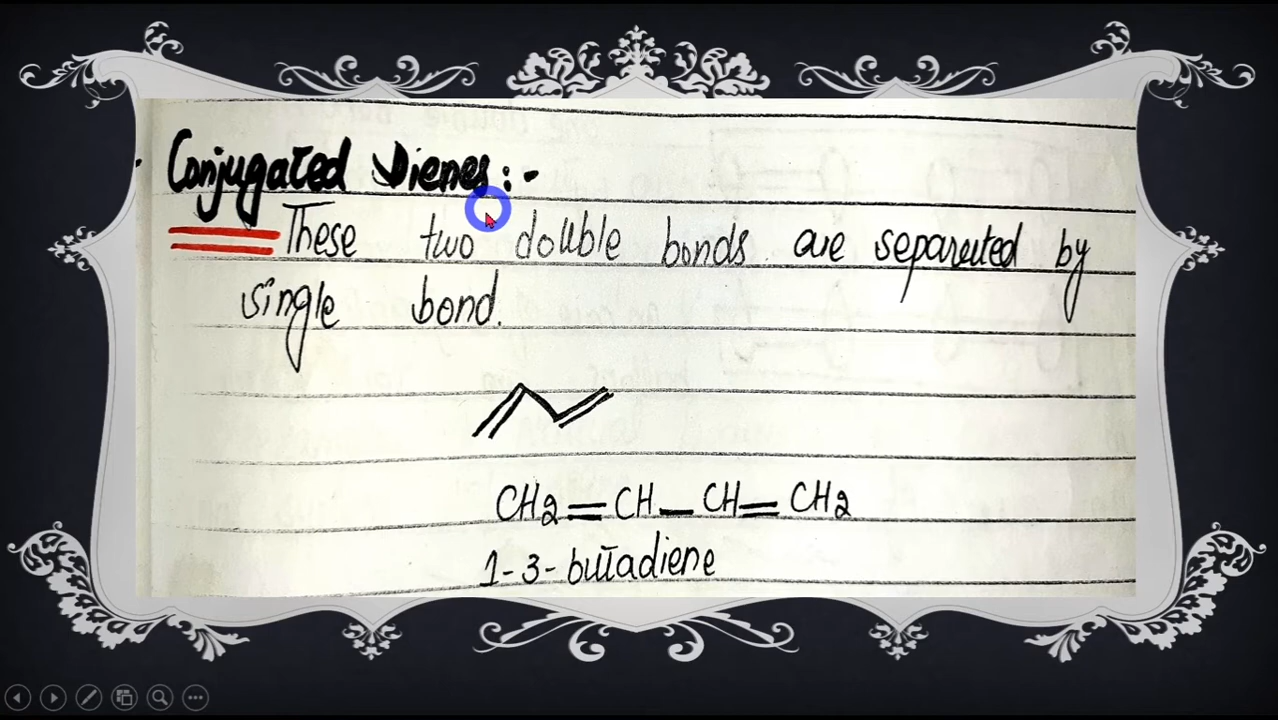 Conjugated Dienes:-
These two double bonds are separated by
single bond.
CH2=CH-CH=CH2
1-3-butadiene